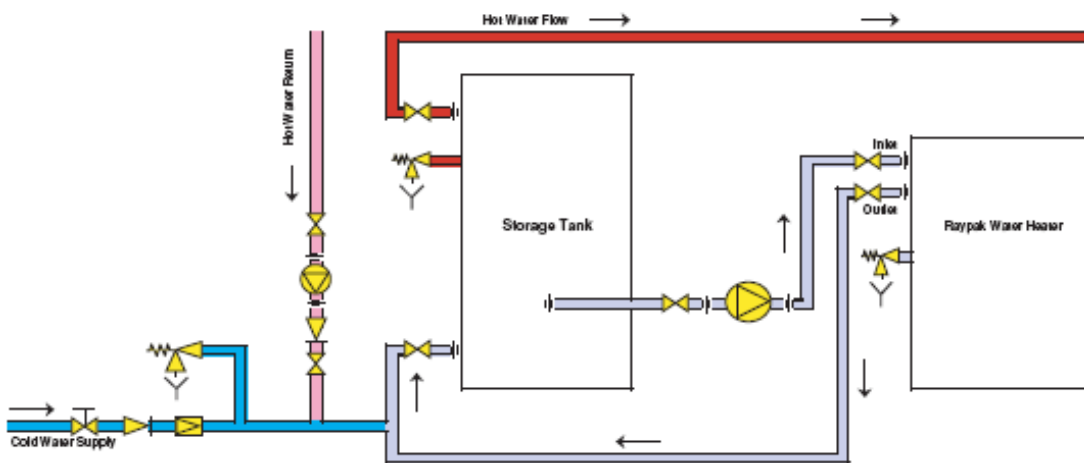 Hot Water Flow
Hot Water Return
Inlet
Outlet
Storage Tank
Raypak Water Heater
Cold Water Supply